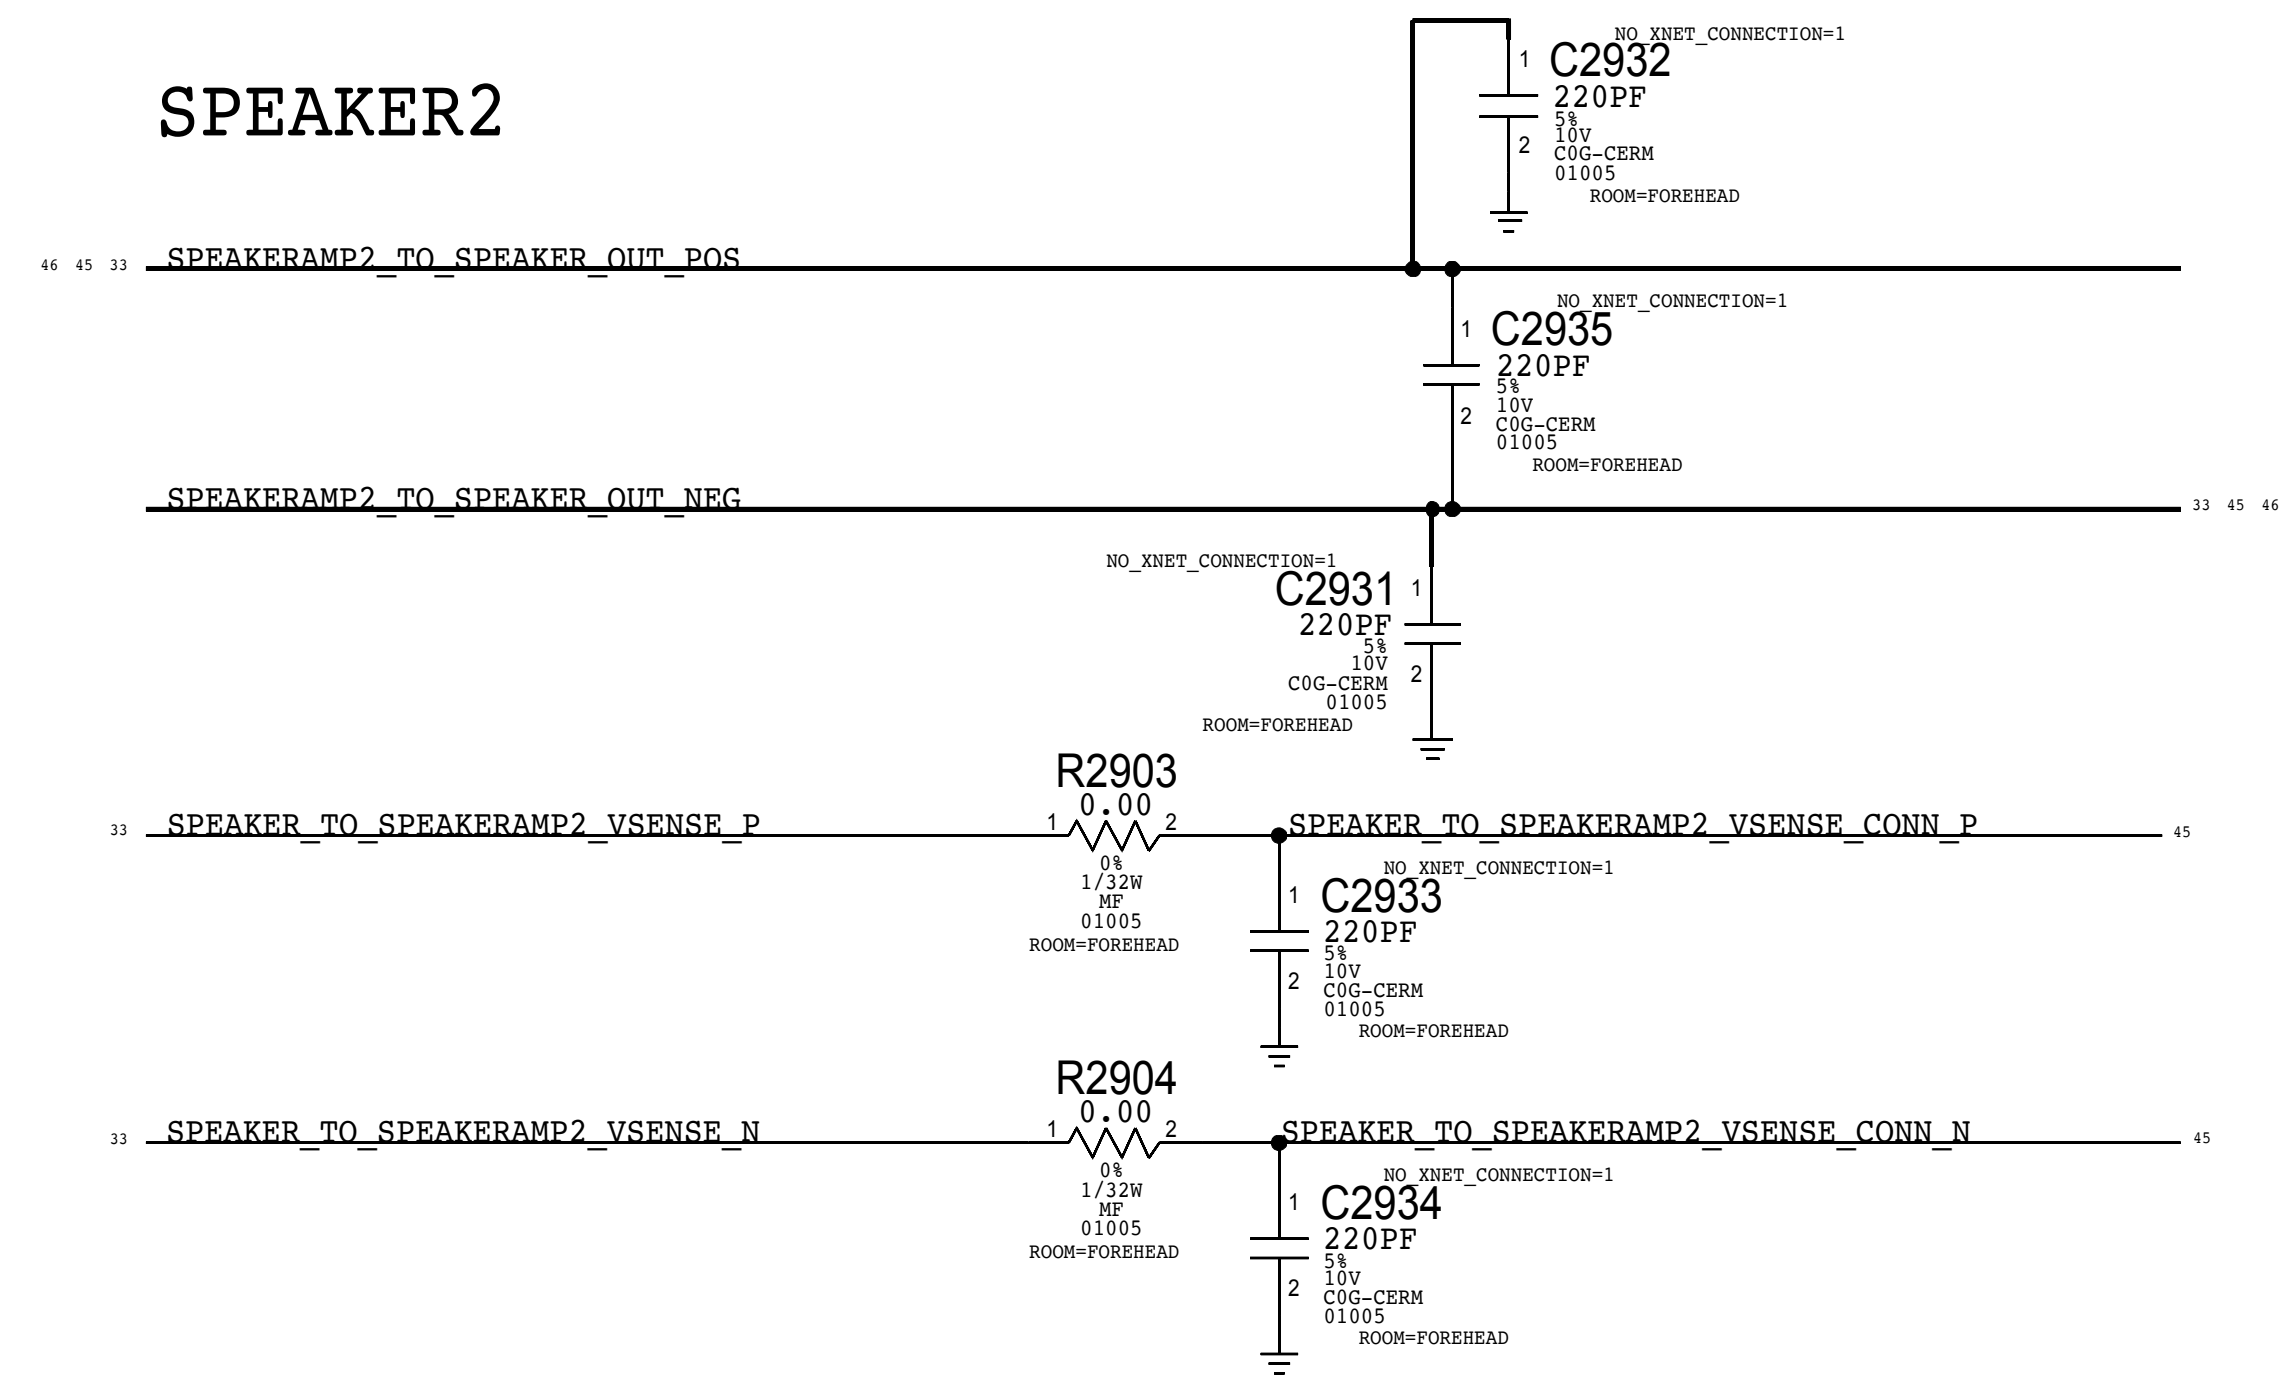 SPEAKER2
NO_XNET_CONNECTION=1
1 C2932
220PF
5%
10V
2
C0G-CERM
01005
ROOM=FOREHEAD
46 45 33 SPEAKERAMP2_TO_SPEAKER_OUT_POS
NO_XNET_CONNECTION=1
1 C2935
220PF
5%
10V
2
C0G-CERM
01005
ROOM=FOREHEAD
SPEAKERAMP2_TO_SPEAKER_OUT_NEG 33 45 46
NO_XNET_CONNECTION=1
C2931 1
220PF
5%
10V
2
C0G-CERM
01005
ROOM=FOREHEAD
R2903
0.00
33 SPEAKER_TO_SPEAKERAMP2_VSENSE_P 1 2 SPEAKER_TO_SPEAKERAMP2_VSENSE_CONN_P 45
0%
1/32W
MF
01005
ROOM=FOREHEAD
NO_XNET_CONNECTION=1
1 C2933
220PF
5%
10V
2
C0G-CERM
01005
ROOM=FOREHEAD
R2904
0.00
33 SPEAKER_TO_SPEAKERAMP2_VSENSE_N 1 2 SPEAKER_TO_SPEAKERAMP2_VSENSE_CONN_N 45
0%
1/32W
MF
01005
ROOM=FOREHEAD
NO_XNET_CONNECTION=1
1 C2934
220PF
5%
10V
2
C0G-CERM
01005
ROOM=FOREHEAD